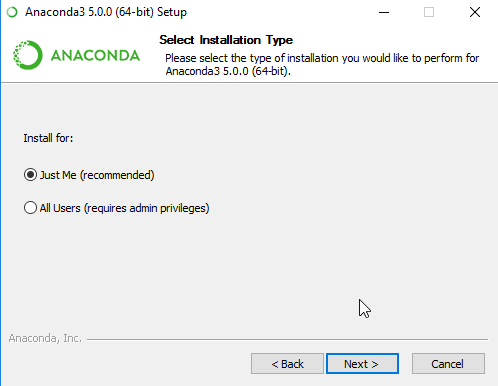 Anaconda3 5.0.0 (64-bit) Setup
ANACONDA
Select Installation Type
Please select the type of installation you would like to perform for
Anaconda3 5.0.0 (64-bit).
Install for:
Just Me (recommended)
All Users (requires admin privileges)
Anaconda, Inc.
< Back
Next >
Cancel